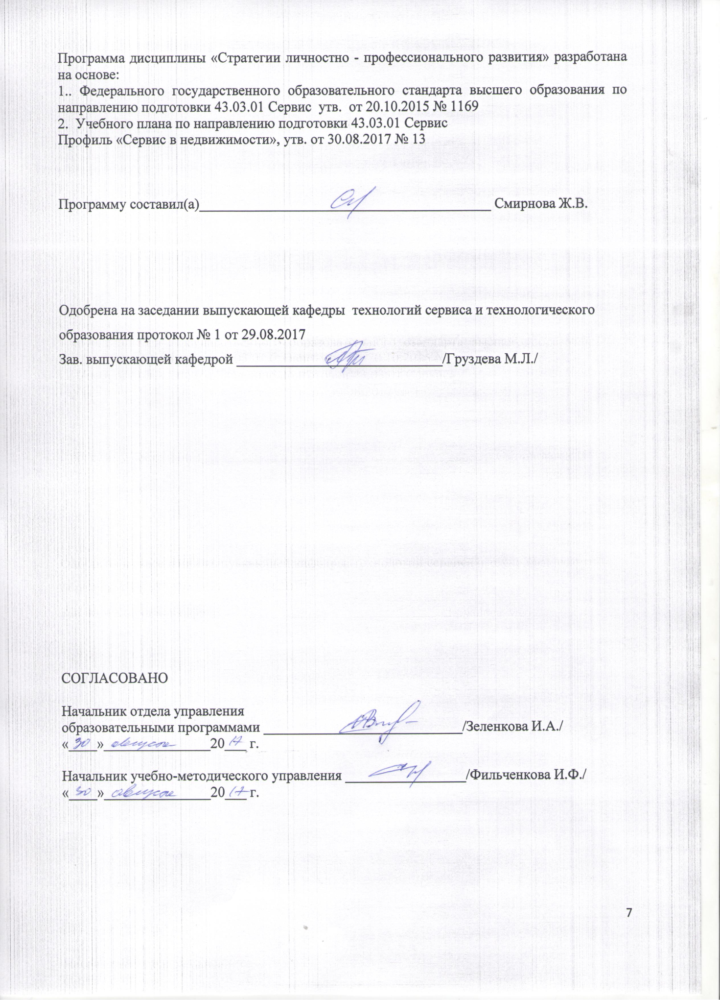 Программа дисциплины «Стратегии личностно - профессионального развития» разработана
на основе:
1.. Федерального государственного образовательного стандарта высшего образования по
направлению подготовки 43.03.01 Сервис утв. от 20.10.2015 № 1169
2. Учебного плана по направлению подготовки 43.03.01 Сервис
Профиль «Сервис в недвижимости», утв. от 30.08.2017 № 13
Программу составил(а)__________ Смирнова Ж.В.
Одобрена на заседании выпускающей кафедры технологий сервиса и технологического
образования протокол № 1 от 29.08.2017
Зав. выпускающей кафедрой __________/Груздева М.Л./
СОГЛАСОВАНО
Начальник отдела управления
образовательными программами __________/Зеленкова И.А./
«30» августа 2017 г.
Начальник учебно-методического управления __________/Фильченкова И.Ф./
«30» августа 2017 г.
7